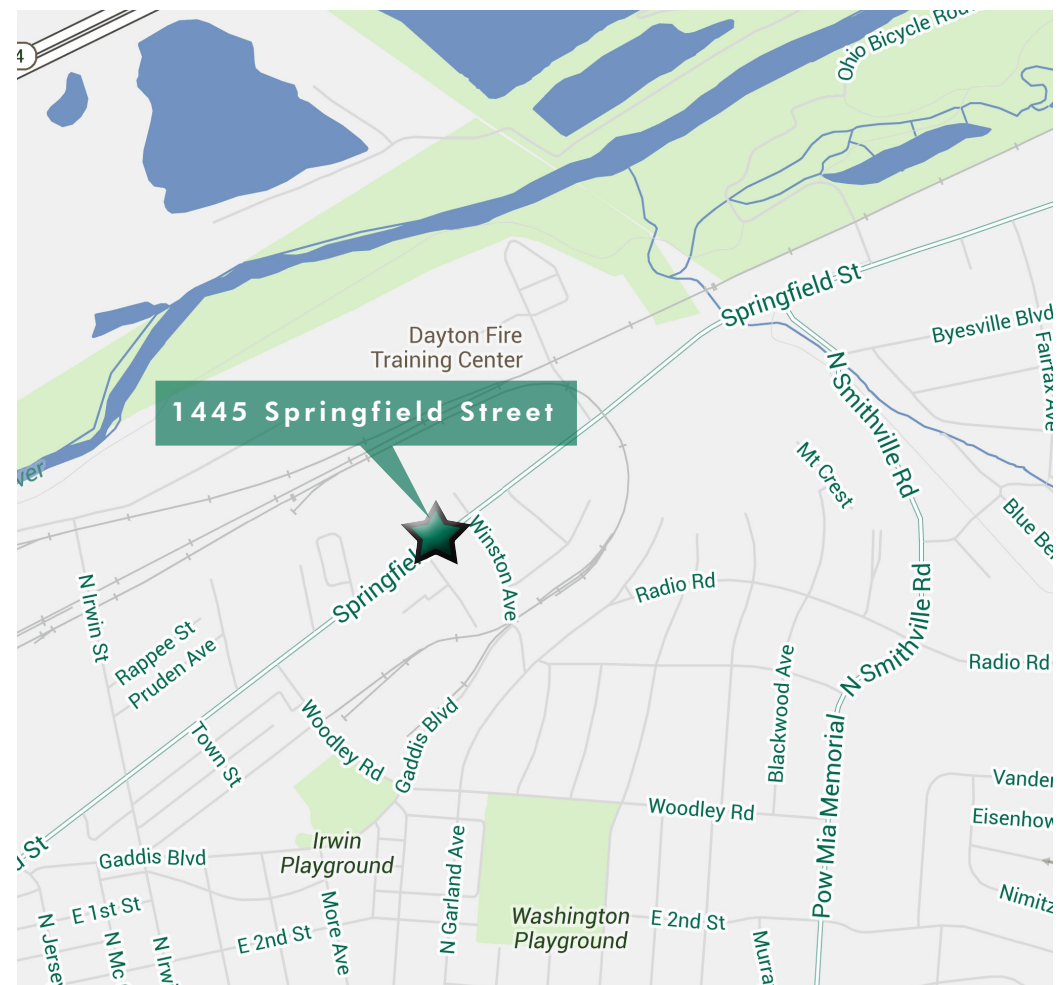 4
Ohio Bicycle Rou
Springfield St
Byesville Blvd
Fairfax Ave
Dayton Fire
Training Center
N Smithville Rd
1445 Springfield Street
Mt Crest
ver
Blue Be
Winston Ave
Springfiel
N Irwin St
Radio Rd
N Smithville Rd
Rappee St
Pruden Ave
Radio Rd
Blackwood Ave
Woodley Rd
Gaddis Blvd
Town St
Pow Mia Memorial
Vander
Woodley Rd
Eisenhow
St
Irwin
Playground
Gaddis Blvd
N Garland Ave
Nimitz
E 1st St
More Ave
Washington
Playground
E 2nd St
E 2nd St
N Jersey
N Mc
N Irw
Murra